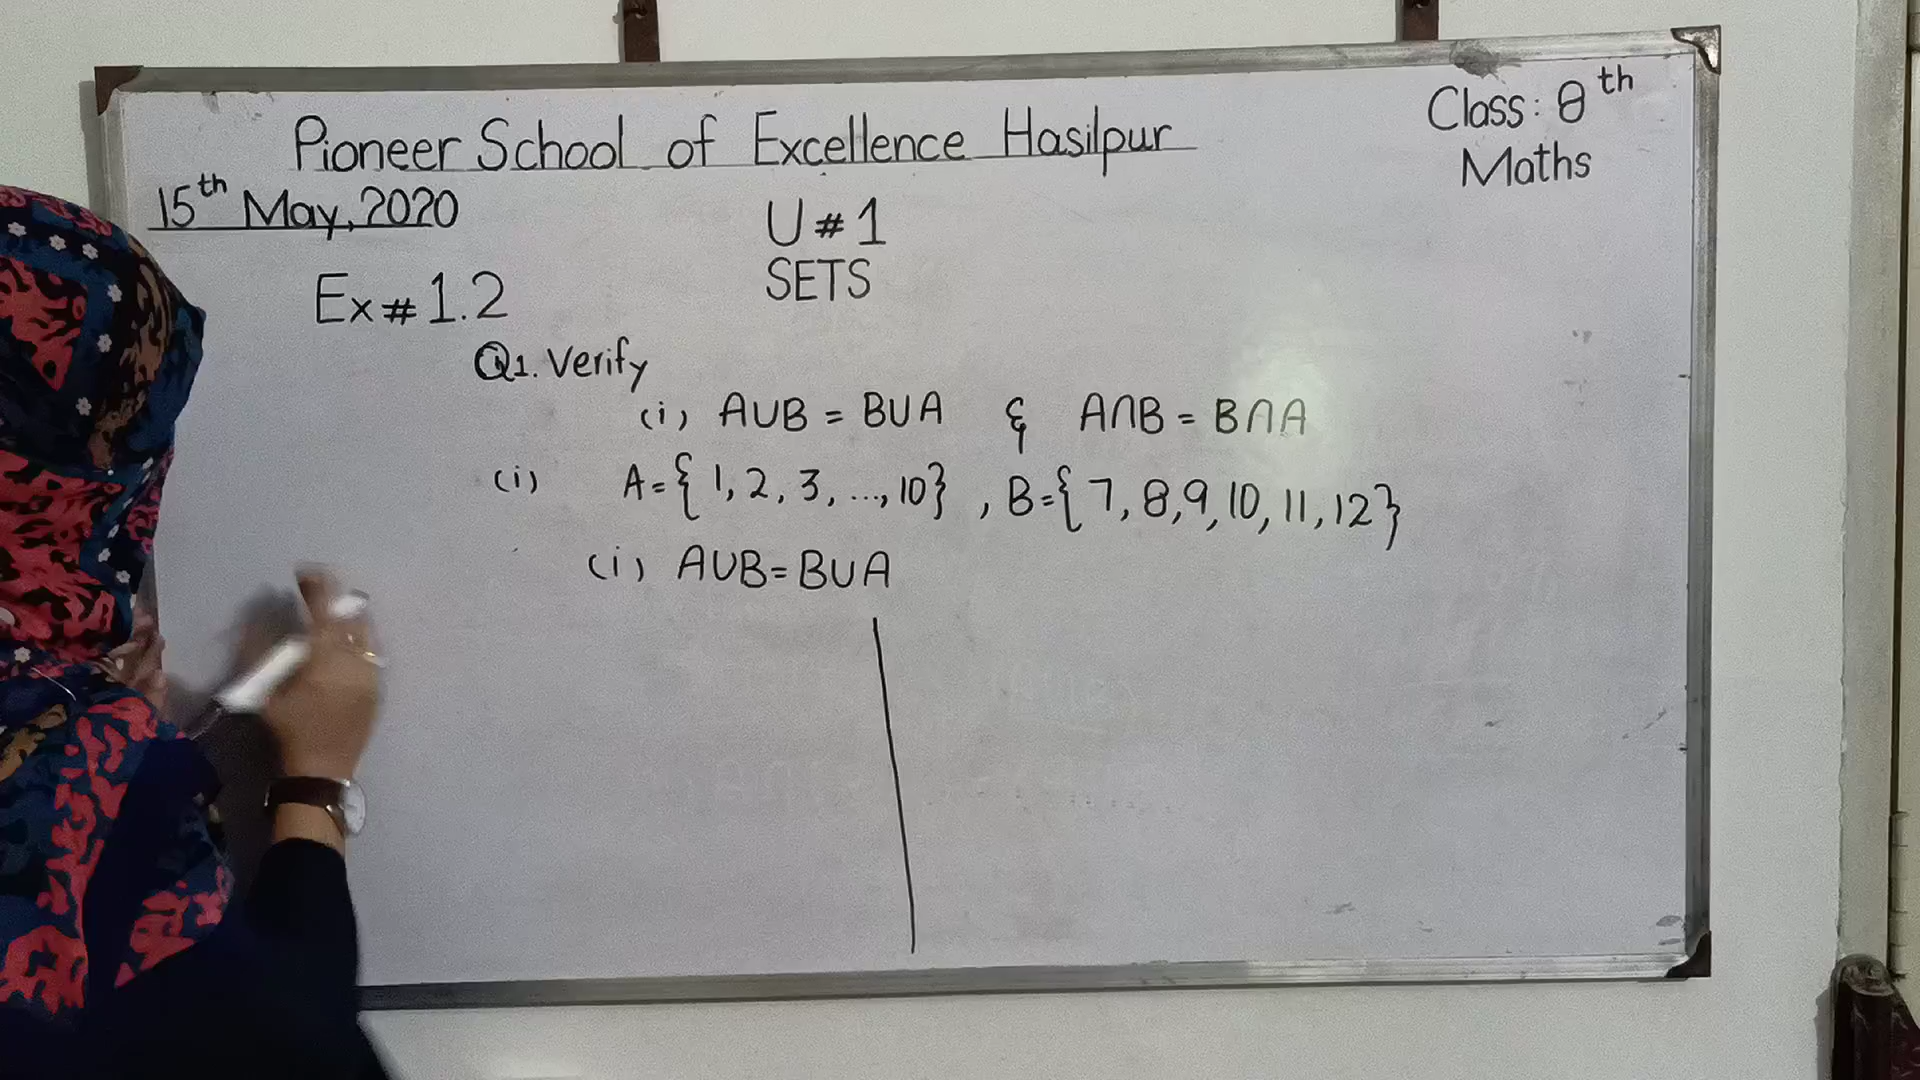 Pioneer School of Excellence Hasilpur
Class: 8th
Maths
15th May, 2020
U # 1
SETS
Ex # 1.2
Q1. Verify
(i) A∪B = B∪A & A∩B = B∩A
(i) A = { 1, 2, 3, ..., 10} , B = { 7, 8, 9, 10, 11, 12 }
(i) A∪B = B∪A